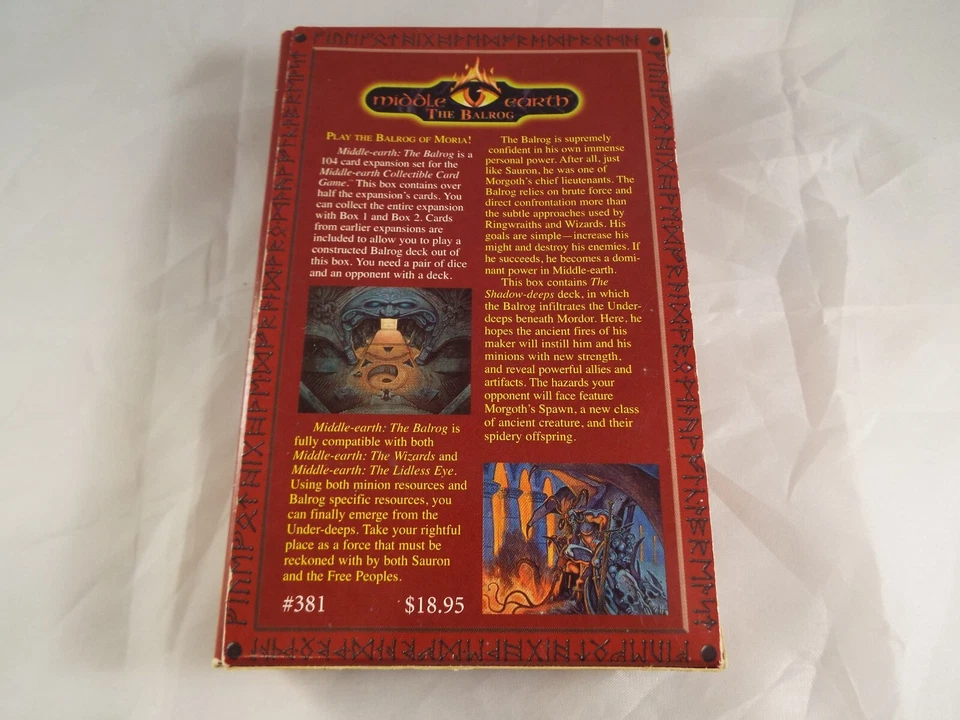 middle earth
THE BALROG
PLAY THE BALROG OF MORIA!
Middle-earth: The Balrog is a
104 card expansion set for the
Middle-earth Collectible Card
Game.™ This box contains over
half the expansion's cards. You
can collect the entire expansion
with Box 1 and Box 2. Cards
from earlier expansions are
included to allow you to play a
constructed Balrog deck out of
this box. You need a pair of dice
and an opponent with a deck.
Middle-earth: The Balrog is
fully compatible with both
Middle-earth: The Wizards and
Middle-earth: The Lidless Eye.
Using both minion resources and
Balrog specific resources, you
can finally emerge from the
Under-deeps. Take your rightful
place as a force that must be
reckoned with by both Sauron
and the Free Peoples.
#381 $18.95
The Balrog is supremely
confident in his own immense
personal power. After all, just
like Sauron, he was one of
Morgoth's chief lieutenants. The
Balrog relies on brute force and
direct confrontation more than
the subtle approaches used by
Ringwraiths and Wizards. His
goals are simple—increase his
might and destroy his enemies. If
he succeeds, he becomes a domi-
nant power in Middle-earth.
This box contains The
Shadow-deeps deck, in which
the Balrog infiltrates the Under-
deeps beneath Mordor. Here, he
hopes the ancient fires of his
maker will instill him and his
minions with new strength,
and reveal powerful allies and
artifacts. The hazards your
opponent will face feature
Morgoth's Spawn, a new class
of ancient creature, and their
spidery offspring.